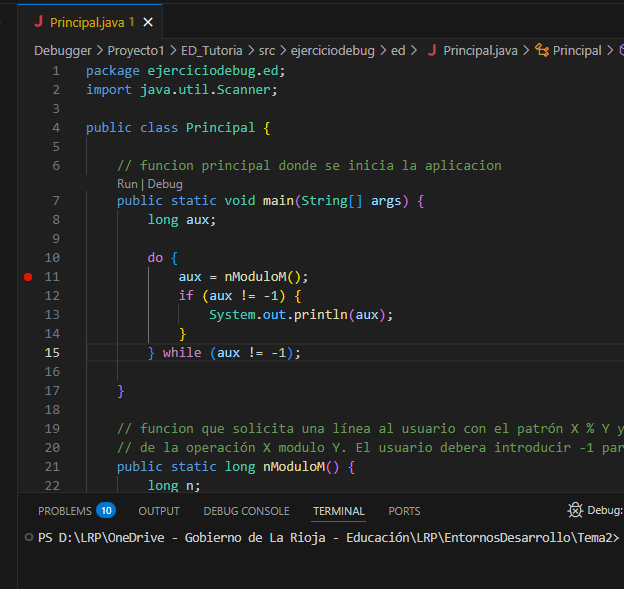 Principal.java 1
Debugger > Proyecto1 > ED_Tutoria > src > ejerciciodebug > ed > Principal.java > Principal >
1 package ejerciciodebug.ed;
2 import java.util.Scanner;
3
4 public class Principal {
5
6 // funcion principal donde se inicia la aplicacion
Run | Debug
7 public static void main(String[] args) {
8 long aux;
9
10 do {
11 aux = nModuloM();
12 if (aux != -1) {
13 System.out.println(aux);
14 }
15 } while (aux != -1);
16
17 }
18
19 // funcion que solicita una línea al usuario con el patrón X % Y y
20 // de la operación X modulo Y. El usuario debera introducir -1 par
21 public static long nModuloM() {
22 long n;
PROBLEMS 10 OUTPUT DEBUG CONSOLE TERMINAL PORTS Debug:
PS D:\LRP\OneDrive - Gobierno de La Rioja - Educación\LRP\EntornosDesarrollo\Tema2>